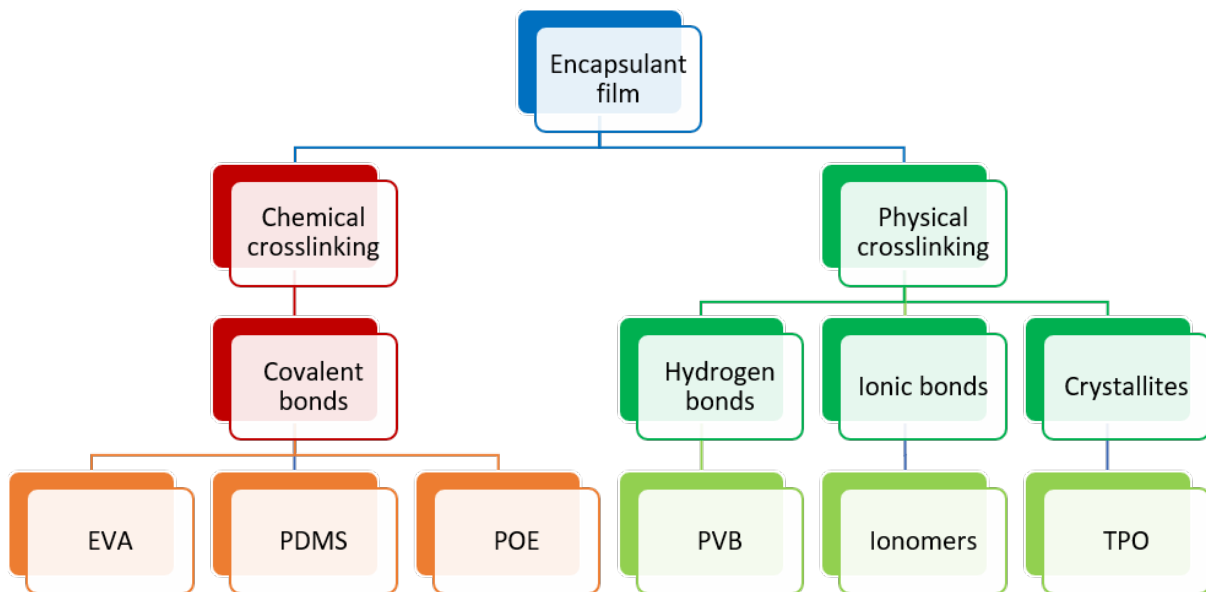 Encapsulant
film
Chemical
crosslinking
Physical
crosslinking
Covalent
bonds
Hydrogen
bonds
Ionic bonds
Crystallites
EVA
PDMS
POE
PVB
Ionomers
TPO